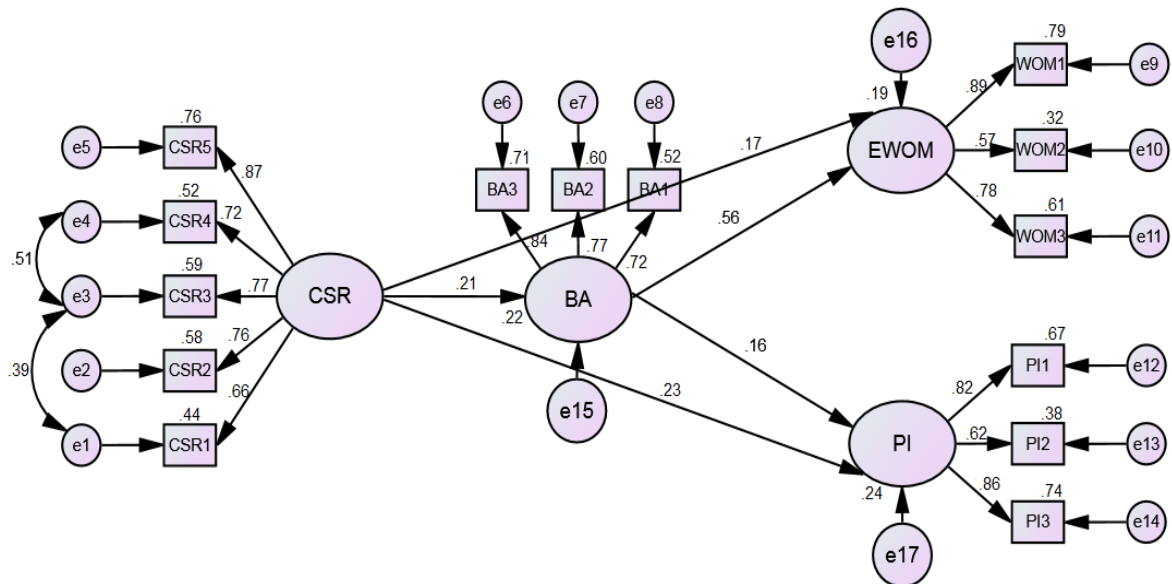 e16
.79
WOM1
e9
.89
.19
EWOM
.32
WOM2
e10
.57
.78
.61
WOM3
e11
e6
e7
e8
.71
.60
.52
BA3
BA2
BA1
.17
.84
.77
.72
.56
e5
.76
CSR5
.87
e4
.52
CSR4
.72
.51
e3
.59
CSR3
.77
CSR
.21
.22
BA
e2
.58
CSR2
.76
.39
e1
.44
CSR1
.66
e15
.16
.23
.67
PI1
e12
.82
PI
.38
PI2
e13
.62
.24
.86
.74
PI3
e14
e17